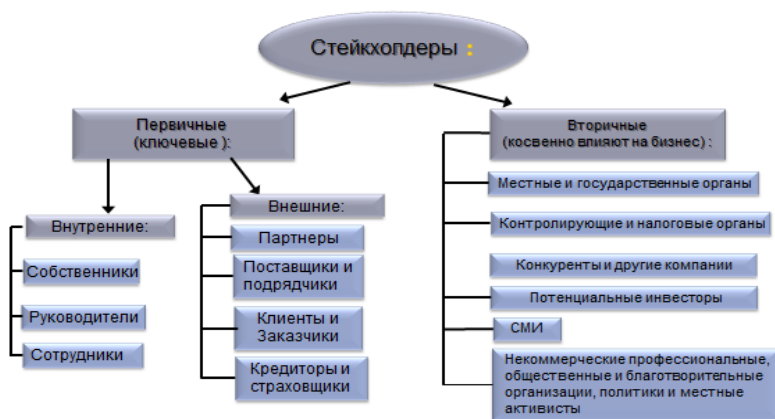 Стейкхолдеры :
Первичные
(ключевые ):
Внутренние:
Собственники
Руководители
Сотрудники
Внешние:
Партнеры
Поставщики и
подрядчики
Клиенты и
Заказчики
Кредиторы и
страховщики
Вторичные
(косвенно влияют на бизнес) :
Местные и государственные органы
Контролирующие и налоговые органы
Конкуренты и другие компании
Потенциальные инвесторы
СМИ
Некоммерческие профессиональные,
общественные и благотворительные
организации, политики и местные
активисты